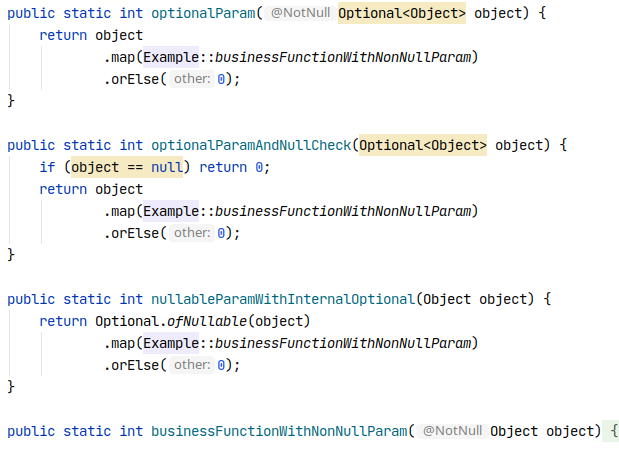 public static int optionalParam( @NotNull Optional<Object> object) {
    return object
            .map(Example::businessFunctionWithNonNullParam)
            .orElse( other: 0);
}

public static int optionalParamAndNullCheck(Optional<Object> object) {
    if (object == null) return 0;
    return object
            .map(Example::businessFunctionWithNonNullParam)
            .orElse( other: 0);
}

public static int nullableParamWithInternalOptional(Object object) {
    return Optional.ofNullable(object)
            .map(Example::businessFunctionWithNonNullParam)
            .orElse( other: 0);
}

public static int businessFunctionWithNonNullParam( @NotNull Object object) {